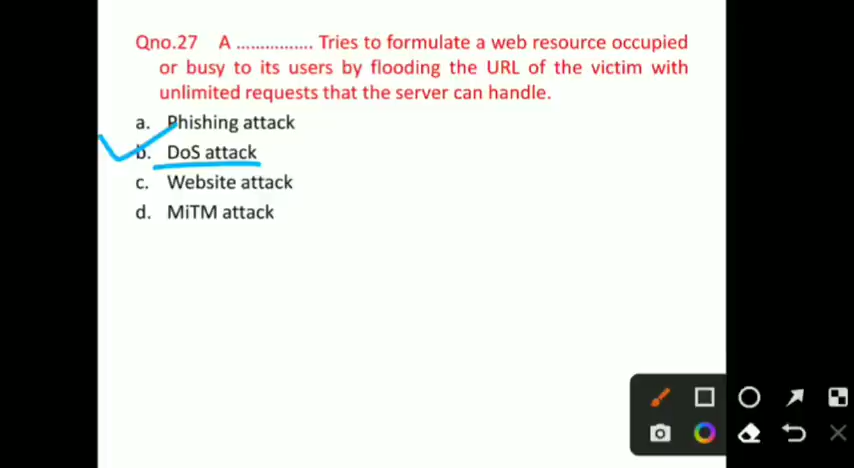 Qno.27 A ................ Tries to formulate a web resource occupied
or busy to its users by flooding the URL of the victim with
unlimited requests that the server can handle.
a. Phishing attack
b. DoS attack
c. Website attack
d. MiTM attack